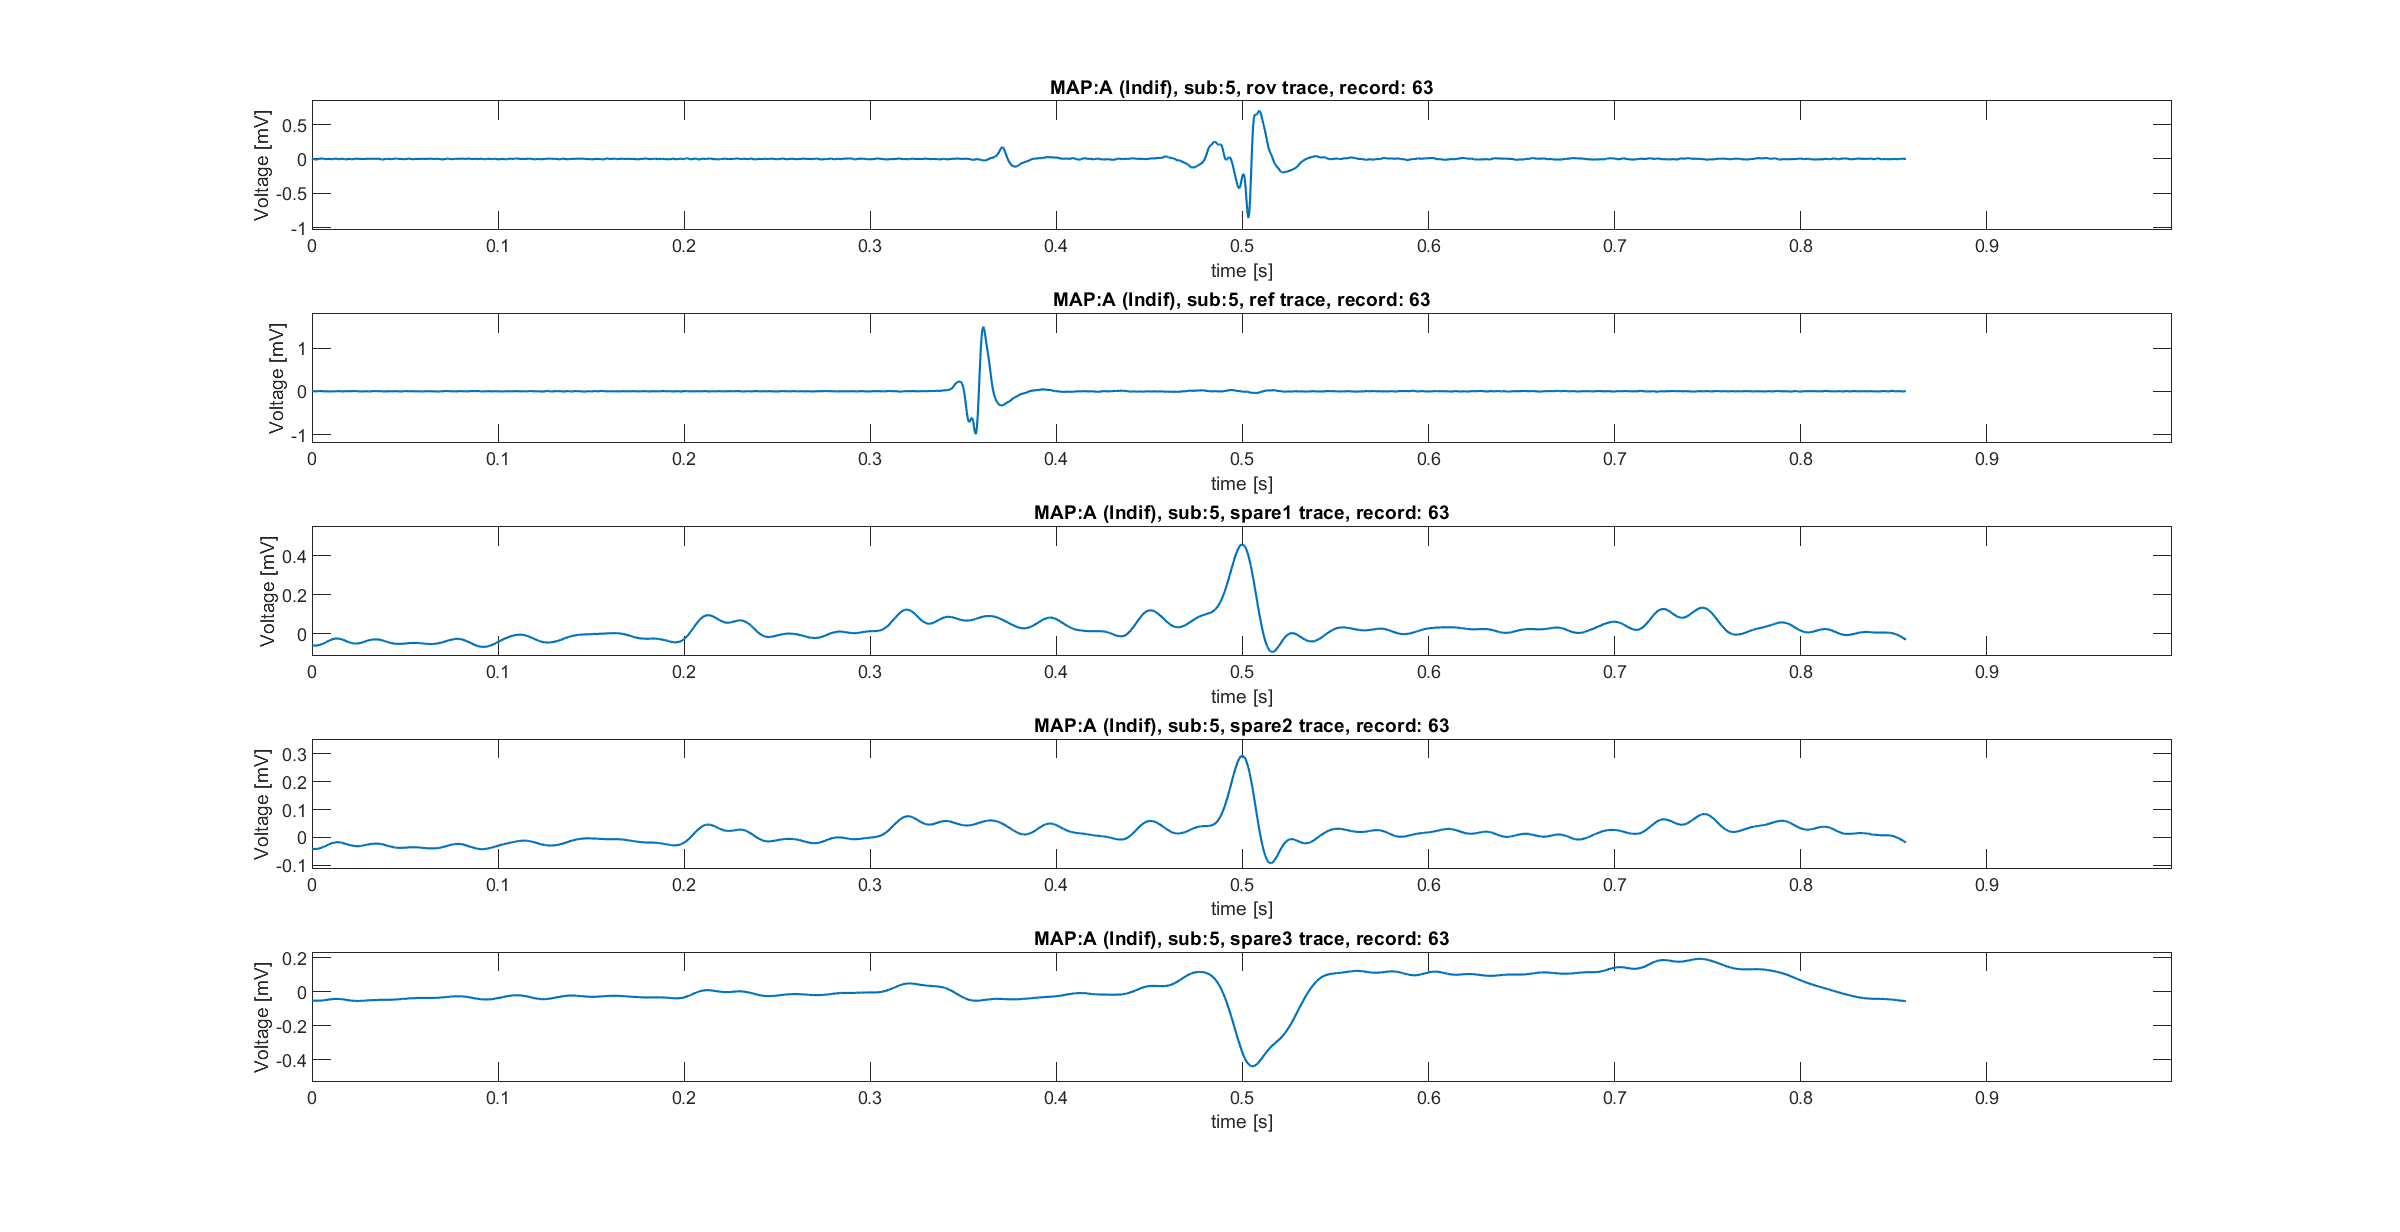 MAP:A (Indif), sub:5, rov trace, record: 63
Voltage [mV]
0.5
0
-0.5
-1
0 0.1 0.2 0.3 0.4 0.5 0.6 0.7 0.8 0.9
time [s]
MAP:A (Indif), sub:5, ref trace, record: 63
Voltage [mV]
1
0
-1
0 0.1 0.2 0.3 0.4 0.5 0.6 0.7 0.8 0.9
time [s]
MAP:A (Indif), sub:5, spare1 trace, record: 63
Voltage [mV]
0.4
0.2
0
0 0.1 0.2 0.3 0.4 0.5 0.6 0.7 0.8 0.9
time [s]
MAP:A (Indif), sub:5, spare2 trace, record: 63
Voltage [mV]
0.3
0.2
0.1
0
-0.1
0 0.1 0.2 0.3 0.4 0.5 0.6 0.7 0.8 0.9
time [s]
MAP:A (Indif), sub:5, spare3 trace, record: 63
Voltage [mV]
0.2
0
-0.2
-0.4
0 0.1 0.2 0.3 0.4 0.5 0.6 0.7 0.8 0.9
time [s]